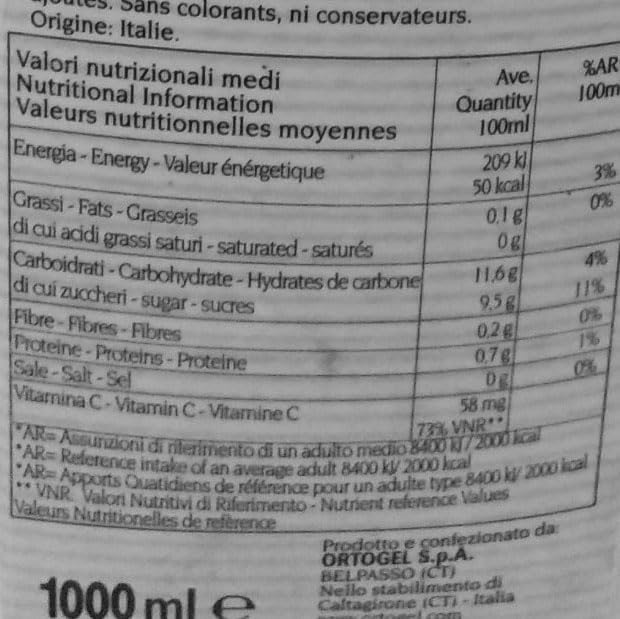 Sans colorants, ni conservateurs.
Origine: Italie.
Valori nutrizionali medi
Nutritional Information
Valeurs nutritionnelles moyennes
Ave.
Quantity
100ml
%AR
100m
Energia - Energy - Valeur énérgetique
209 kj
50 kcal
3%
Grassi - Fats - Grasseis
0,1 g
0%
di cui acidi grassi saturi - saturated - saturés
0 g
Carboidrati - Carbohydrate - Hydrates de carbone
11,6 g
4%
di cui zuccheri - sugar - sucres
9,5 g
11%
Fibre - Fibres - Fibres
0,2 g
0%
Proteine - Proteins - Proteine
0,7 g
1%
Sale - Salt - Sel
0 g
0%
Vitamina C - Vitamin C - Vitamine C
58 mg
73% VNR**
*AR= Assunzioni di riferimento di un adulto medio 8400 kJ / 2000 kcal
*AR= Reference intake of an average adult 8400 kJ/ 2000 kcal
*AR= Apports Quatidiens de référence pour un adulte type 8400 kJ/ 2000 kcal
** VNR. Valori Nutritivi di Riferimento - Nutrient reference Values
Valeurs Nutritionelles de refèrence
Prodotto e confezionato da:
ORTOGEL S.p.A.
BELPASSO (CT)
Nello stabilimento di
Caltagirone (CT) - Italia
1000 ml e